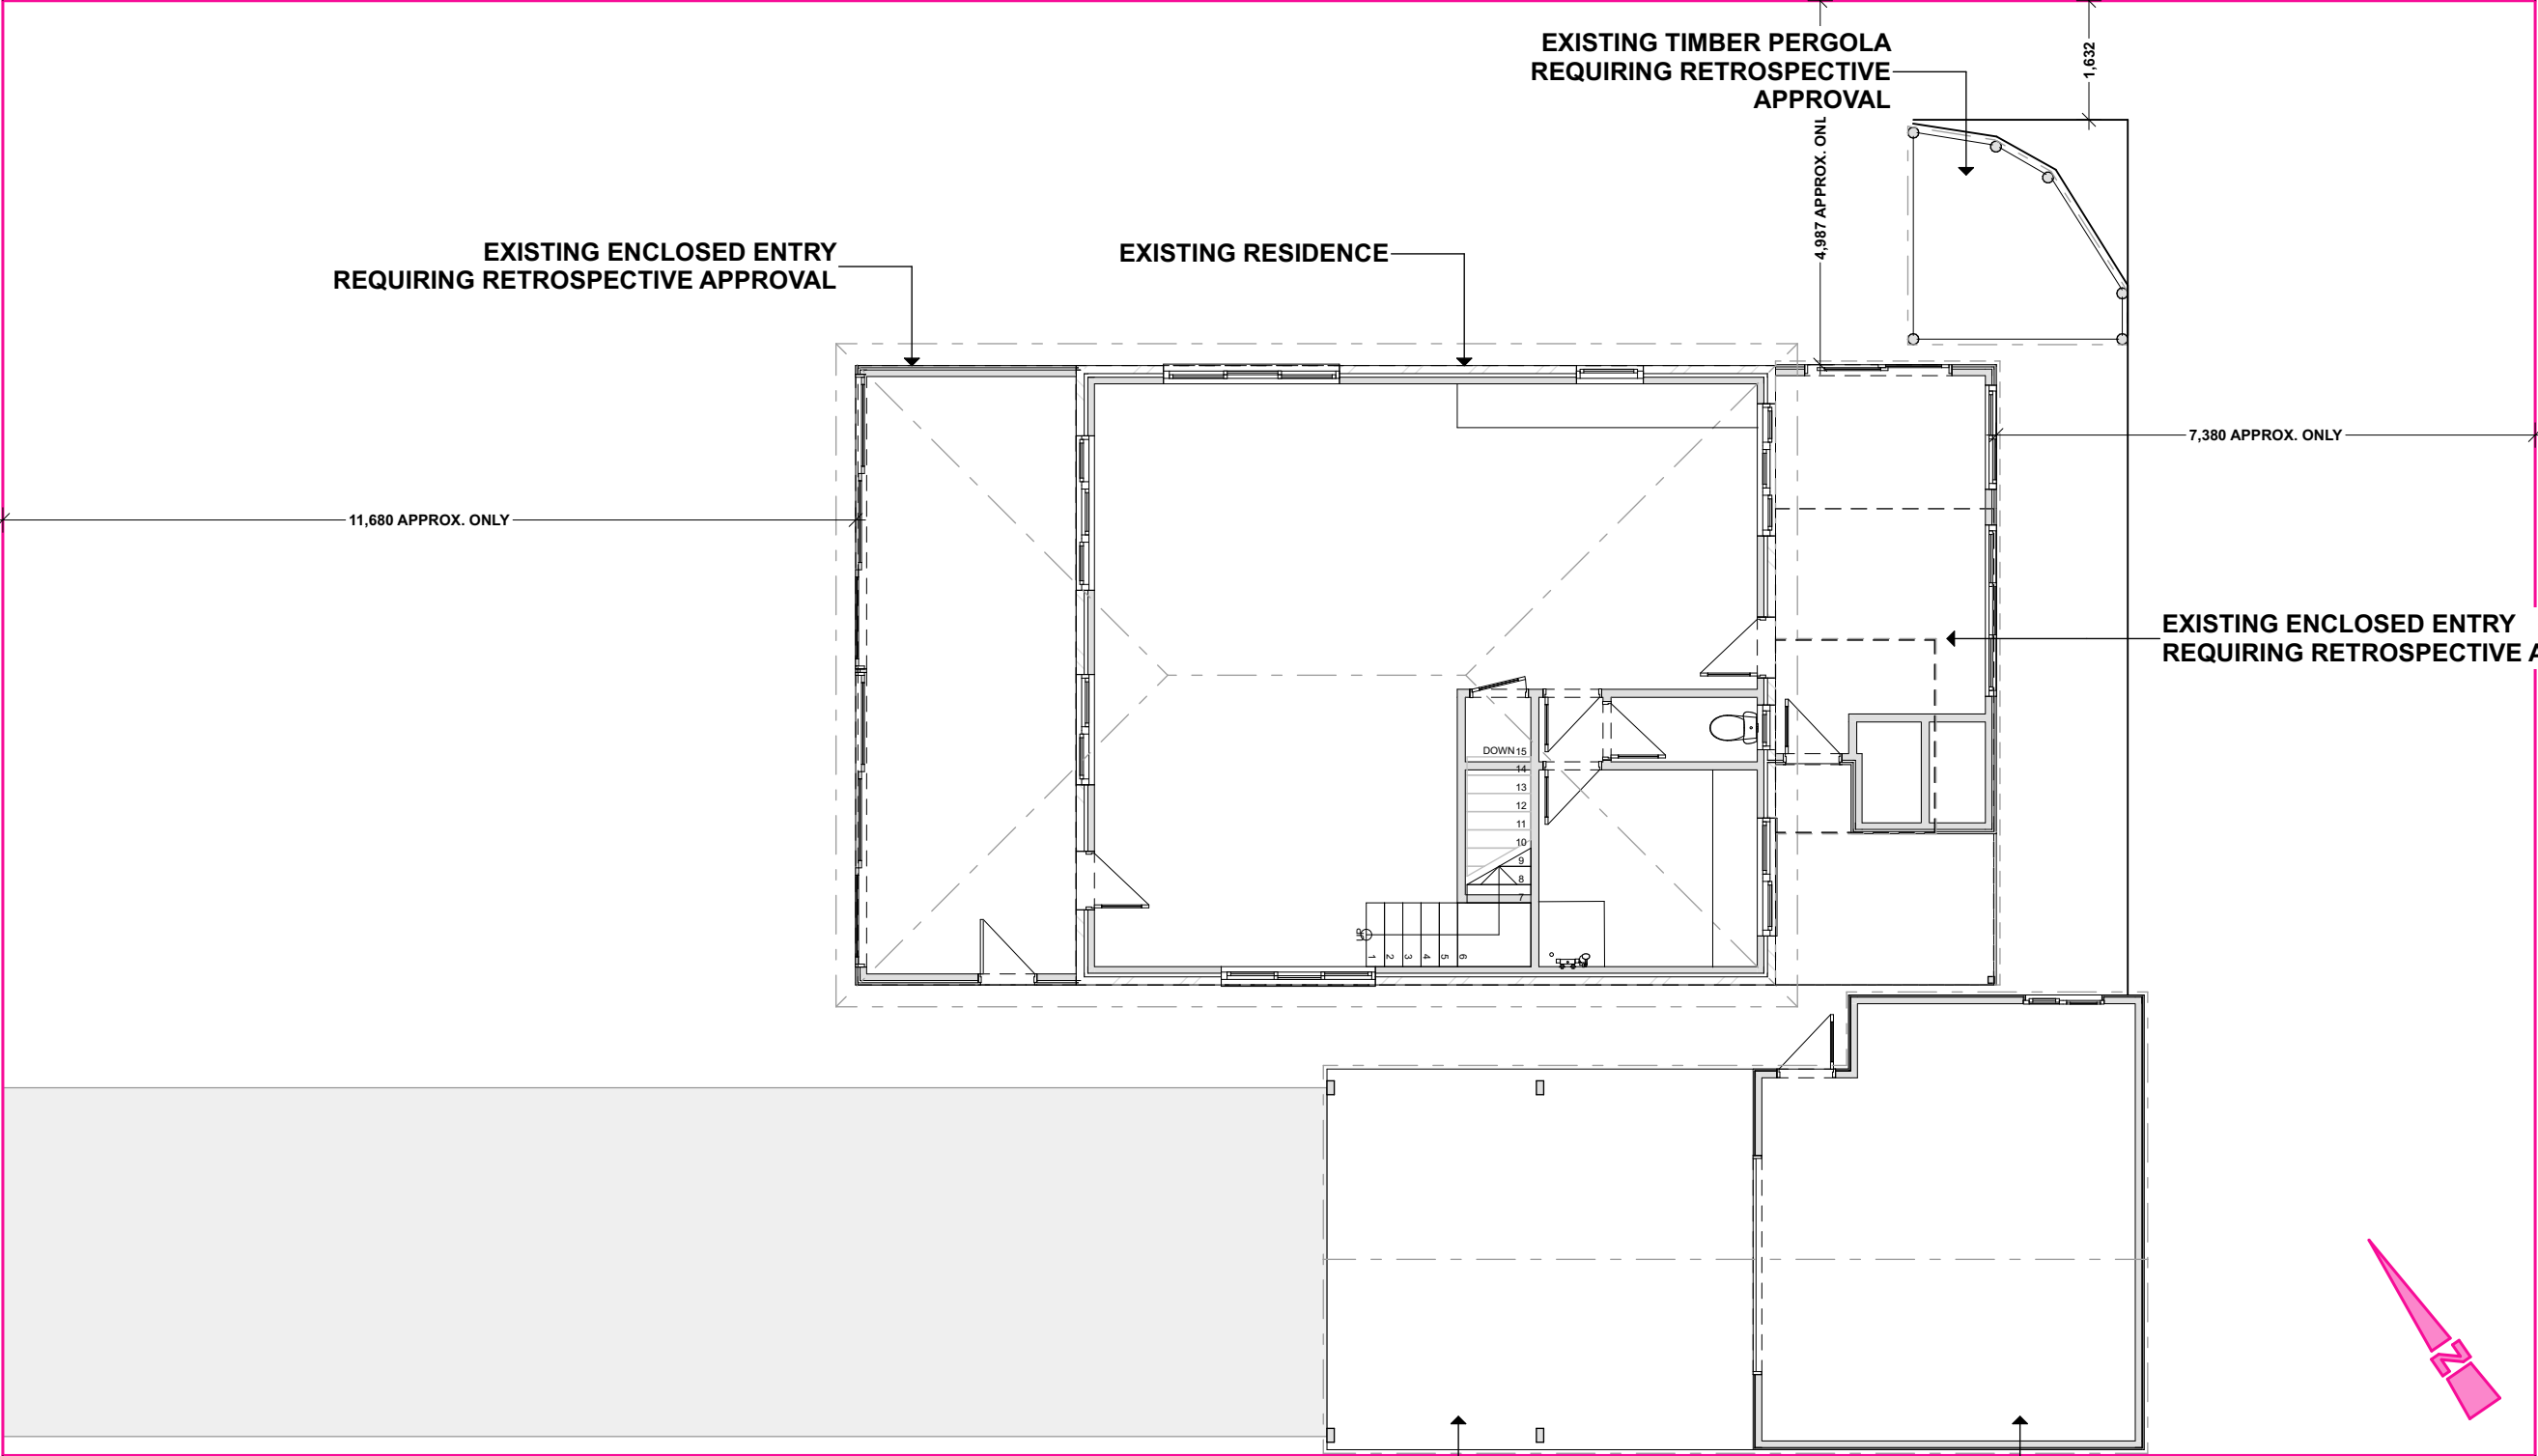 EXISTING TIMBER PERGOLA
REQUIRING RETROSPECTIVE
APPROVAL
1,632
4,987 APPROX. ONL
EXISTING ENCLOSED ENTRY
REQUIRING RETROSPECTIVE APPROVAL
EXISTING RESIDENCE
7,380 APPROX. ONLY
11,680 APPROX. ONLY
EXISTING ENCLOSED ENTRY
REQUIRING RETROSPECTIVE A
DOWN 15
14
13
12
11
10
9
8
7
UP
1 2 3 4 5 6
N